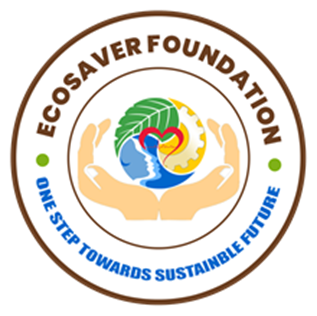 ECOSAVER FOUNDATION
ONE STEP TOWARDS SUSTAINBLE FUTURE